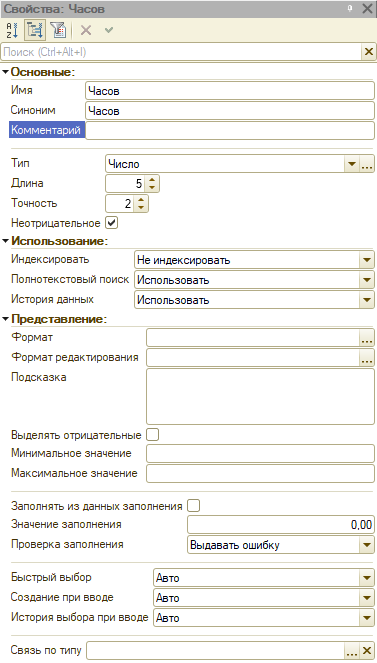 Свойства: Часов
Поиск (Ctrl+Alt+I)
Основные:
Имя Часов
Синоним Часов
Комментарий
Тип Число
Длина 5
Точность 2
Неотрицательное
Использование:
Индексировать Не индексировать
Полнотекстовый поиск Использовать
История данных Использовать
Представление:
Формат
Формат редактирования
Подсказка
Выделять отрицательные
Минимальное значение
Максимальное значение
Заполнять из данных заполнения
Значение заполнения 0,00
Проверка заполнения Выдавать ошибку
Быстрый выбор Авто
Создание при вводе Авто
История выбора при вводе Авто
Связь по типу